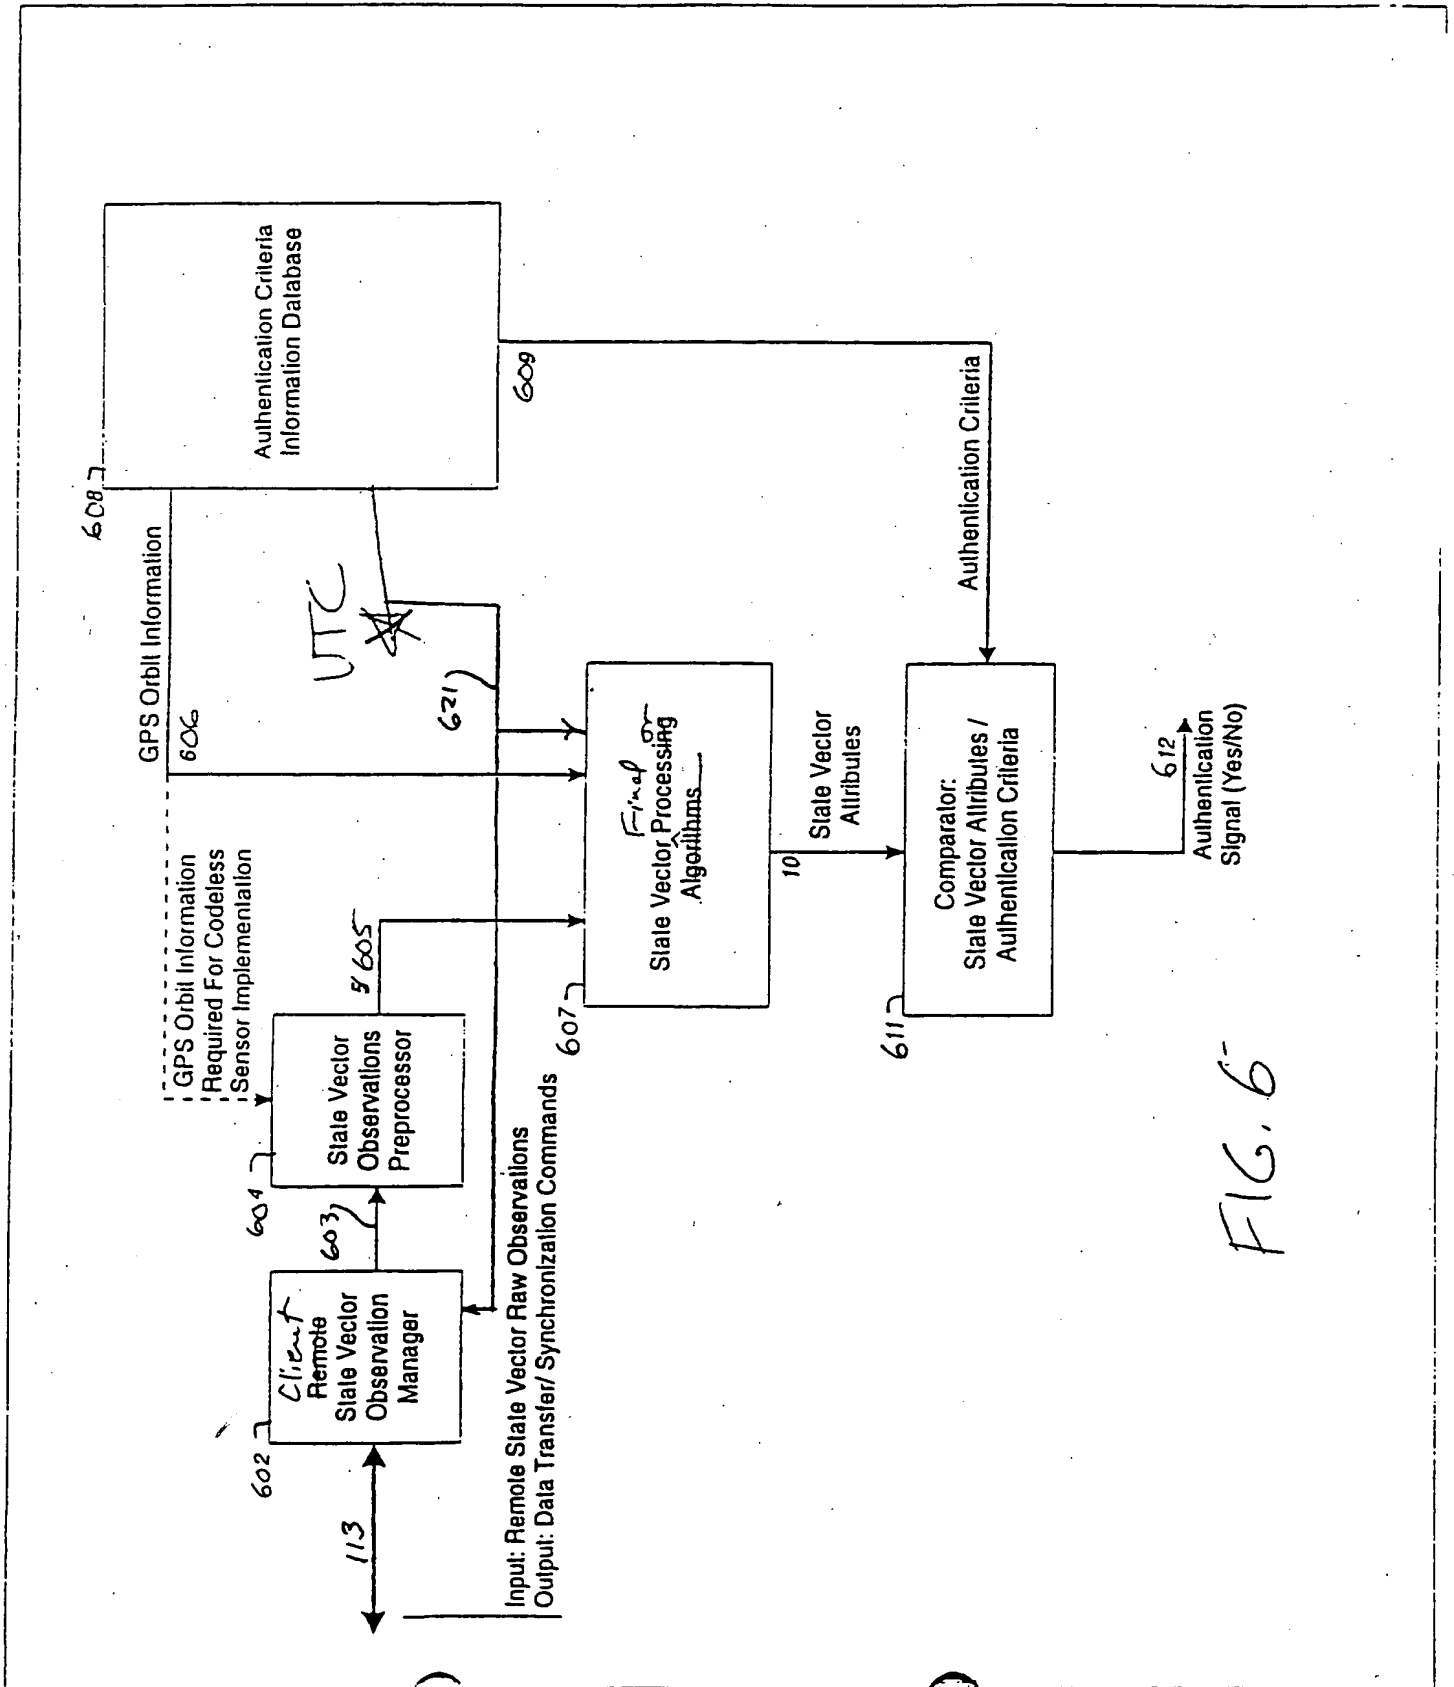 608
Authentication Criteria
Information Database
GPS Orbit Information
606
UTC
609
GPS Orbit Information
Required For Codeless
Sensor Implementation
621
Authentication Criteria
602
Client
Remote
State Vector
Observation
Manager
113
603
604
State Vector
Observations
Preprocessor
605
607
Final or
State Vector Processing
Algorithms
10
State Vector
Attributes
611
Comparator:
State Vector Attributes /
Authentication Criteria
612
Authentication
Signal (Yes/No)
Input: Remote State Vector Raw Observations
Output: Data Transfer/ Synchronization Commands
FIG. 6